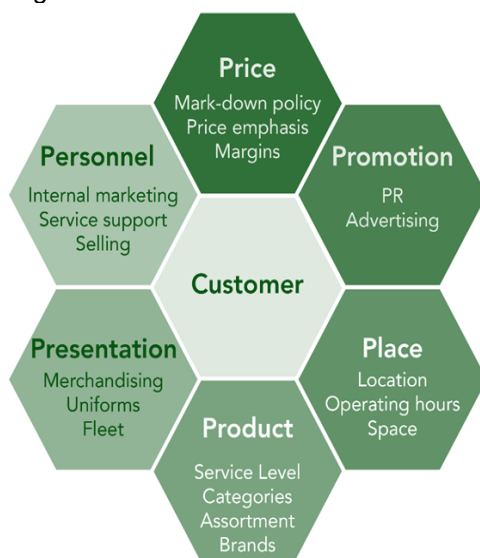 Price
Mark-down policy
Price emphasis
Margins
Promotion
PR
Advertising
Place
Location
Operating hours
Space
Product
Service Level
Categories
Assortment
Brands
Presentation
Merchandising
Uniforms
Fleet
Personnel
Internal marketing
Service support
Selling
Customer